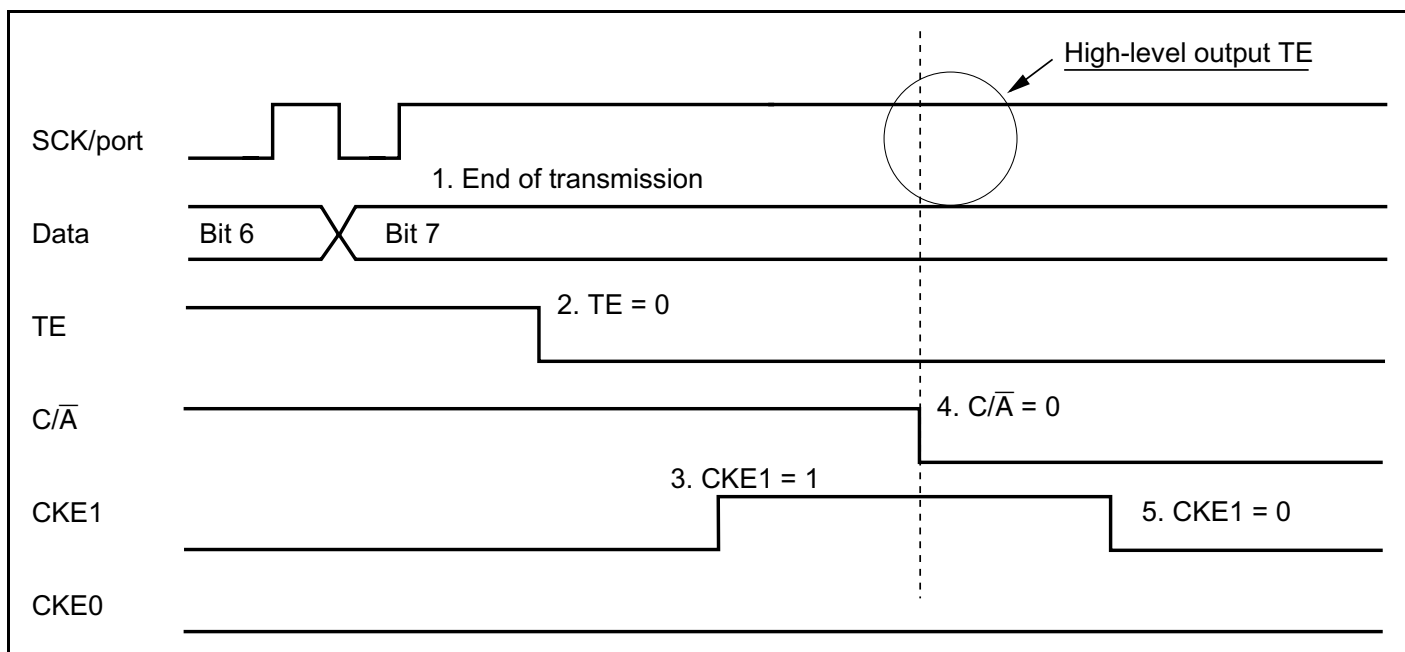 High-level output TE
SCK/port
1. End of transmission
Data
Bit 6
Bit 7
2. TE = 0
TE
C/A̅
4. C/A̅ = 0
3. CKE1 = 1
CKE1
5. CKE1 = 0
CKE0